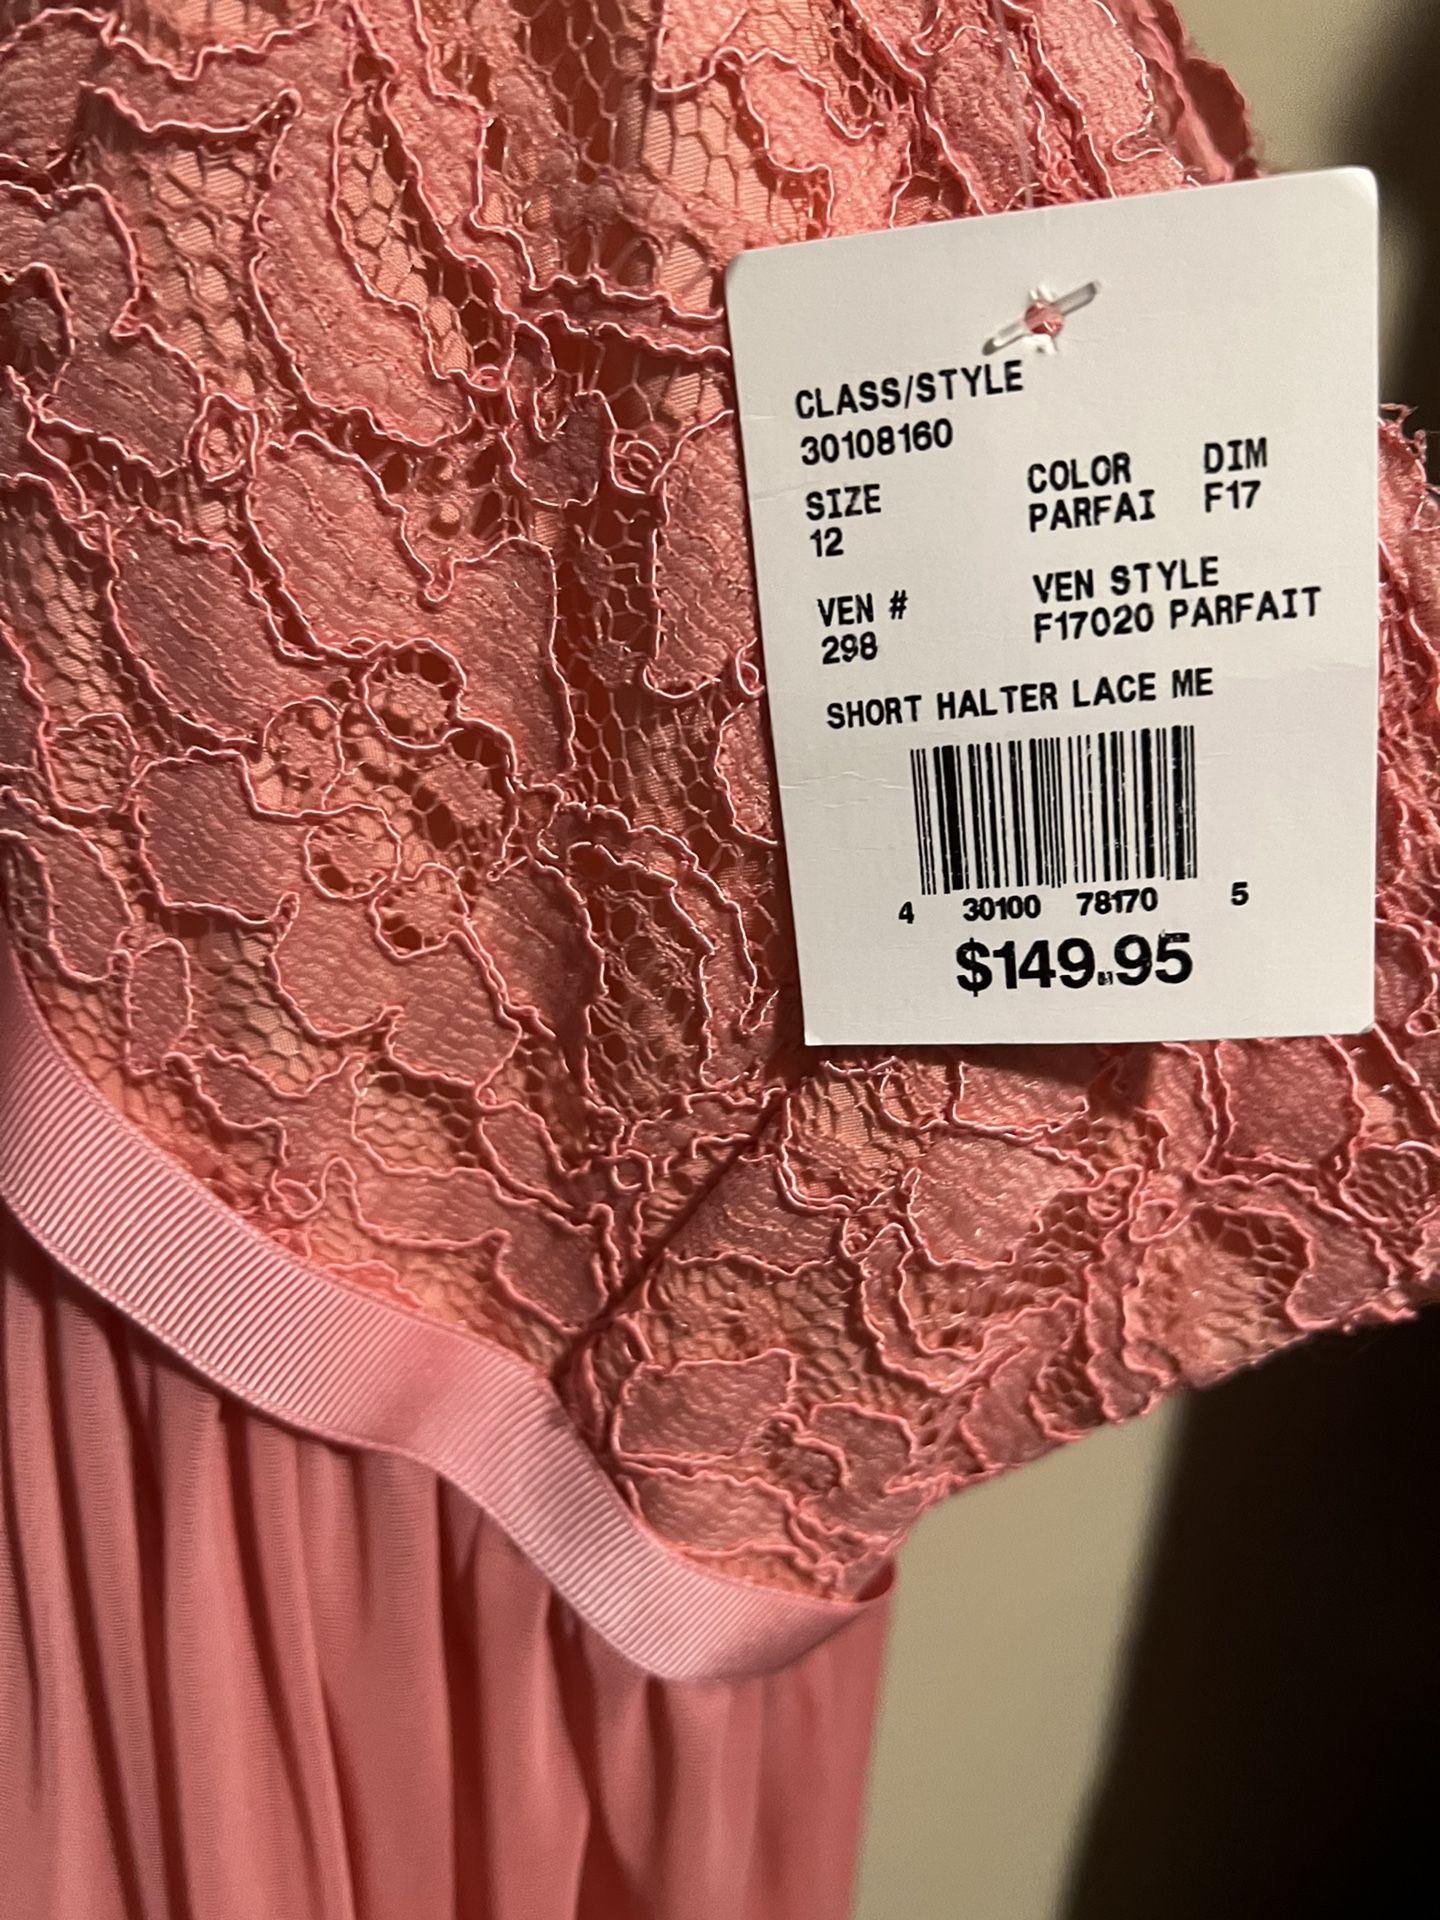 CLASS/STYLE
30108160
SIZE COLOR DIM
12 PARFAI F17
VEN # VEN STYLE
298 F17020 PARFAIT
SHORT HALTER LACE ME
4 30100 78170 5
$149.95